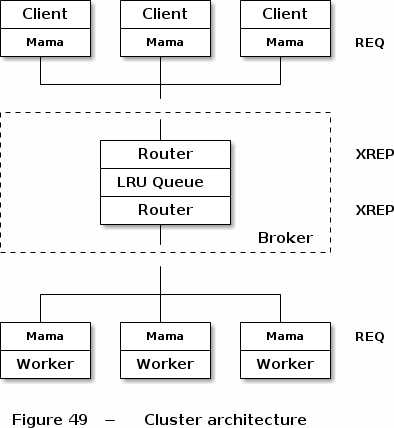 Client Client Client
Mama Mama Mama REQ
Router XREP
LRU Queue
Router XREP
Broker
Mama Mama Mama REQ
Worker Worker Worker
Figure 49 – Cluster architecture